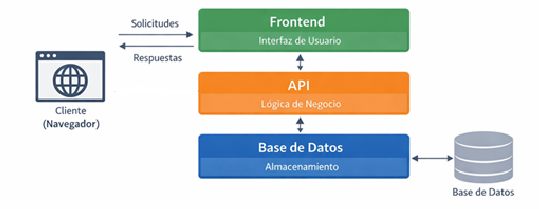 Solicitudes
Respuestas
Cliente
(Navegador)
Frontend
Interfaz de Usuario
API
Lógica de Negocio
Base de Datos
Almacenamiento
Base de Datos